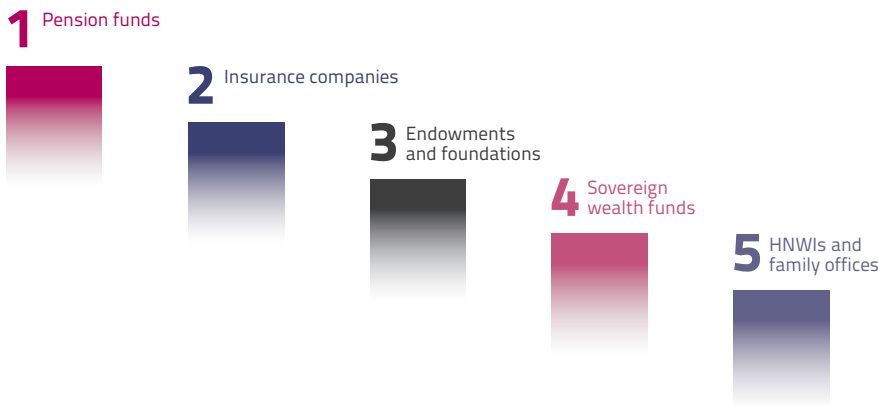 1 Pension funds
2 Insurance companies
3 Endowments
and foundations
4 Sovereign
wealth funds
5 HNWIs and
family offices